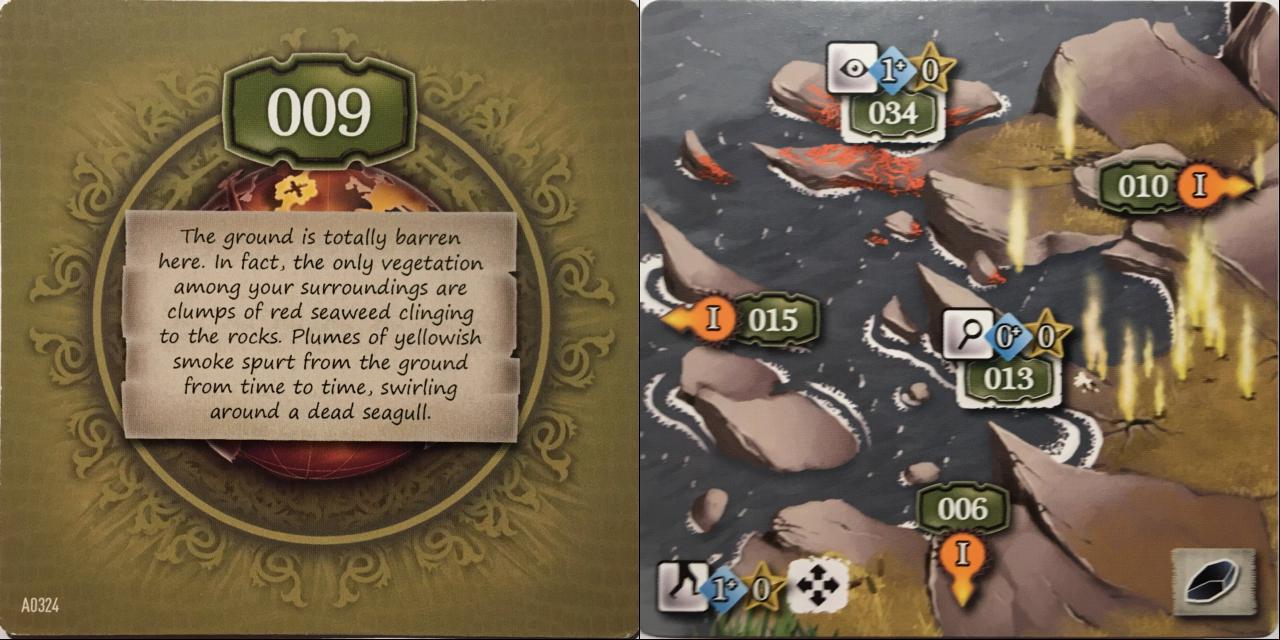 009
The ground is totally barren
here. In fact, the only vegetation
among your surroundings are
clumps of red seaweed clinging
to the rocks. Plumes of yellowish
smoke spurt from the ground
from time to time, swirling
around a dead seagull.
A0324
1+ 0
034
010 I
I 015
0+ 0
013
006
I
1+ 0